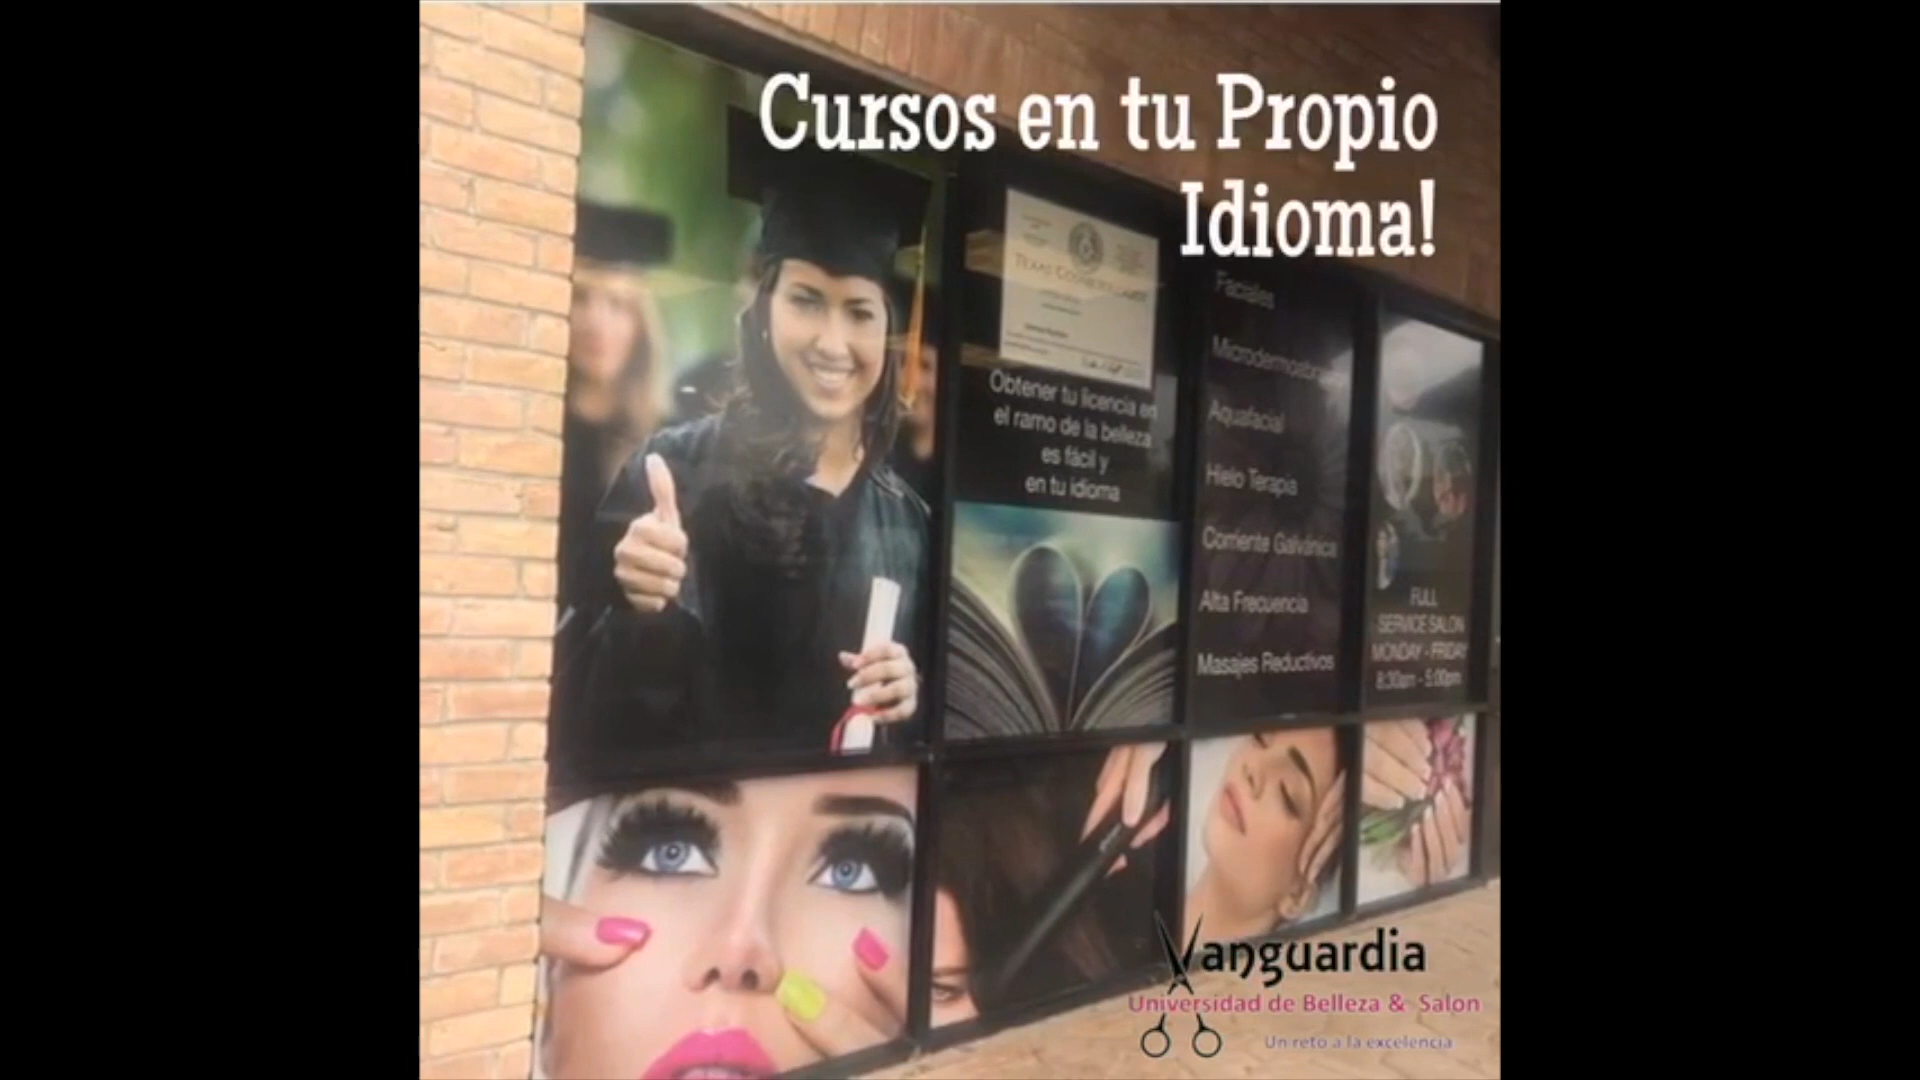 Cursos en tu Propio
Idioma!
TEXAS
Obtener tu licencia en
el ramo de la belleza
es fácil y
en tu idioma
Faciales
Aquafacial
Hielo Terapia
Corriente Galvánica
Alta Frecuencia
Masajes Reductivos
FULL
SERVICE SALON
MONDAY - FRIDAY
8:30am - 5:00pm
Vanguardia
Universidad de Belleza & Salon
Un reto a la excelencia